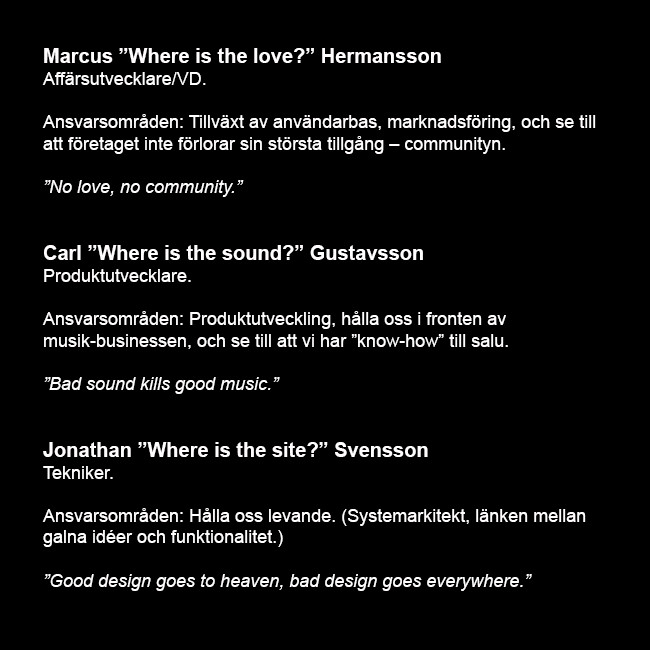 Marcus ”Where is the love?” Hermansson
Affärsutvecklare/VD.
Ansvarsområden: Tillväxt av användarbas, marknadsföring, och se till
att företaget inte förlorar sin största tillgång – communityn.
”No love, no community.”
Carl ”Where is the sound?” Gustavsson
Produktutvecklare.
Ansvarsområden: Produktutveckling, hålla oss i fronten av
musik-businessen, och se till att vi har ”know-how” till salu.
”Bad sound kills good music.”
Jonathan ”Where is the site?” Svensson
Tekniker.
Ansvarsområden: Hålla oss levande. (Systemarkitekt, länken mellan
galna idéer och funktionalitet.)
”Good design goes to heaven, bad design goes everywhere.”